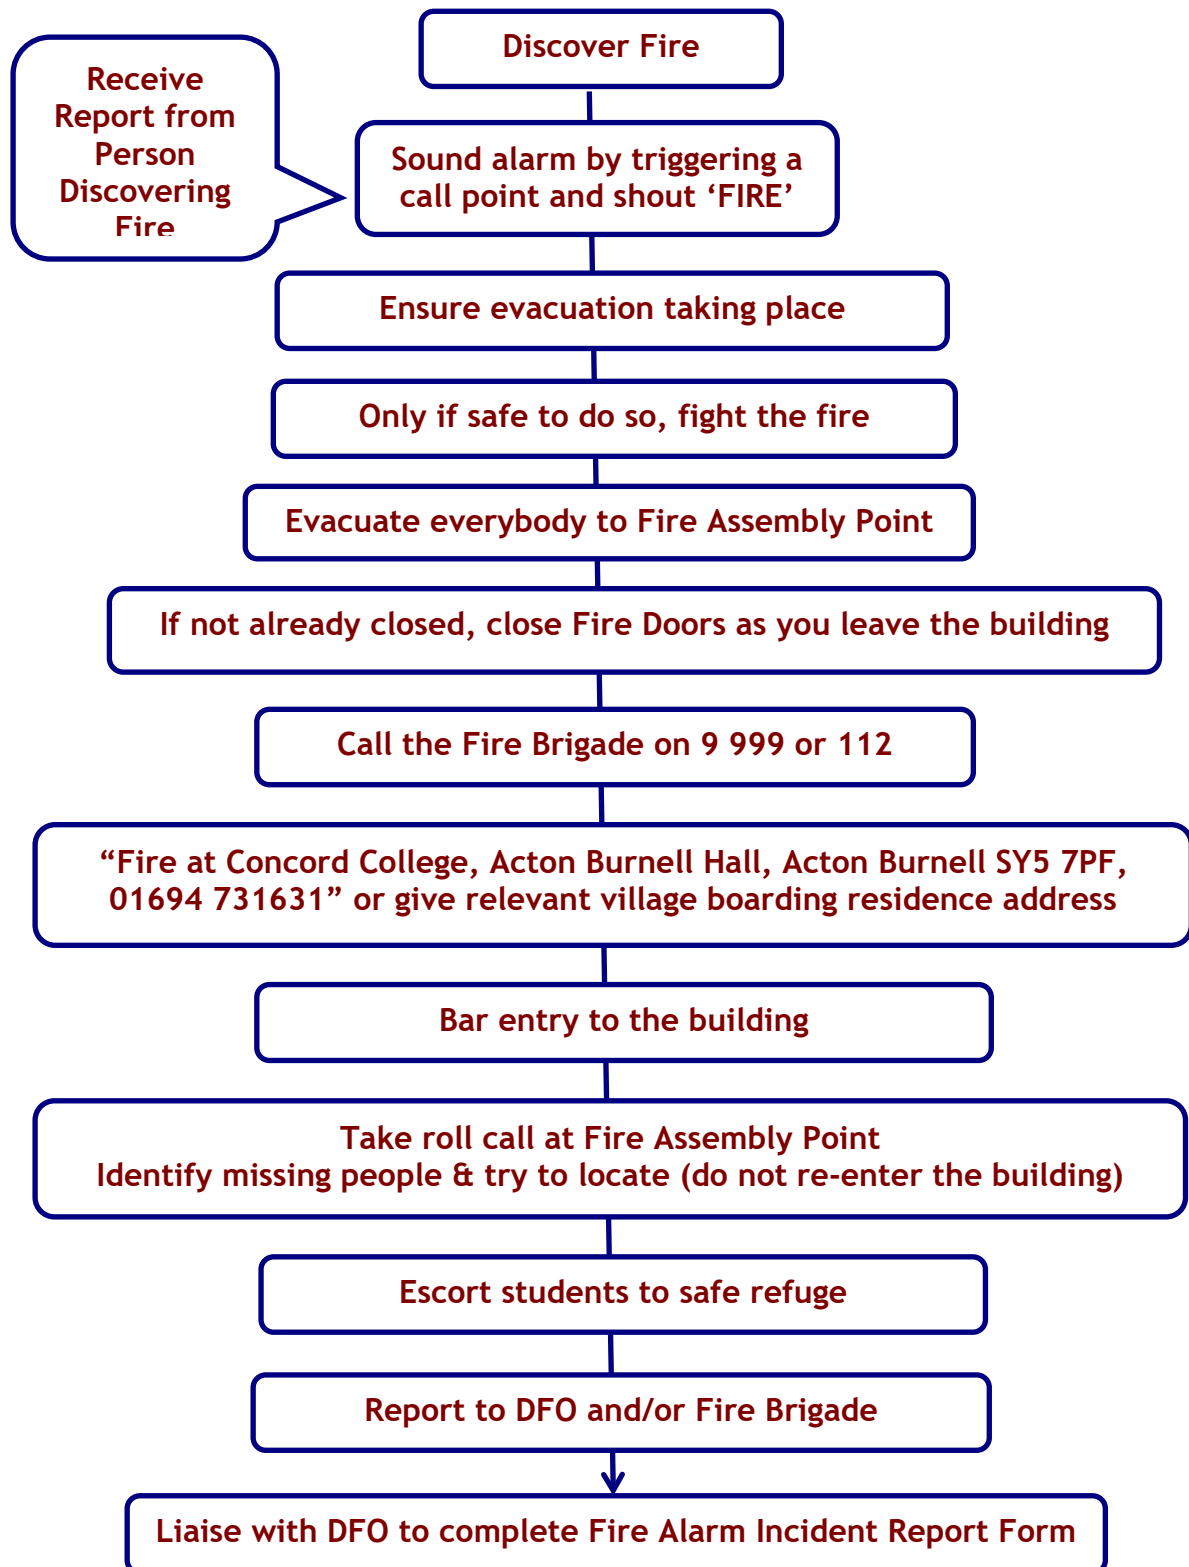 Discover Fire
Receive
Report from
Person
Discovering
Fire
Sound alarm by triggering a
call point and shout ‘FIRE’
Ensure evacuation taking place
Only if safe to do so, fight the fire
Evacuate everybody to Fire Assembly Point
If not already closed, close Fire Doors as you leave the building
Call the Fire Brigade on 9 999 or 112
“Fire at Concord College, Acton Burnell Hall, Acton Burnell SY5 7PF,
01694 731631” or give relevant village boarding residence address
Bar entry to the building
Take roll call at Fire Assembly Point
Identify missing people & try to locate (do not re-enter the building)
Escort students to safe refuge
Report to DFO and/or Fire Brigade
Liaise with DFO to complete Fire Alarm Incident Report Form